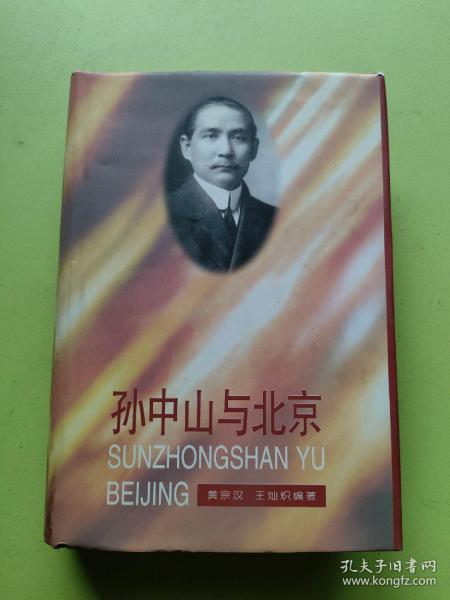 孙中山与北京
SUNZHONGSHAN YU
BEIJING
黄宗汉 王灿炽编著
孔夫子旧书网
www.kongfz.com